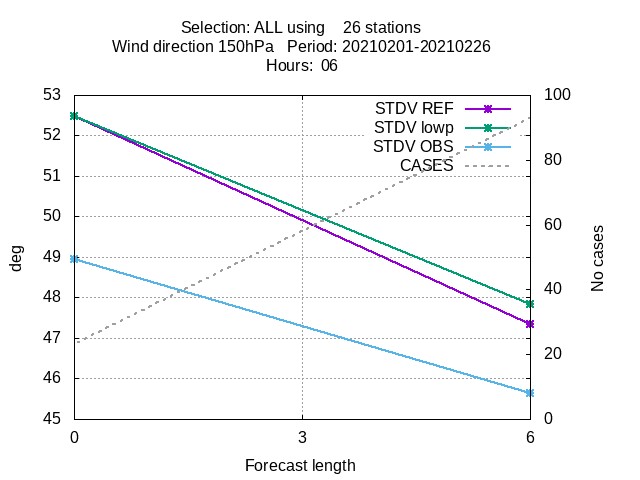 Selection: ALL using    26 stations
Wind direction 150hPa   Period: 20210201-20210226
Hours:  06
53
52
51
50
49
48
47
46
45
deg
STDV REF
STDV lowp
STDV OBS
CASES
100
80
60
40
20
0
No cases
0 3 6
Forecast length